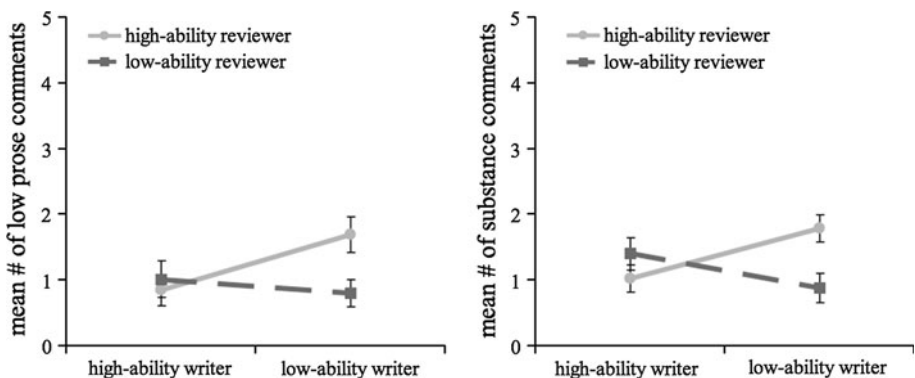 mean # of low prose comments
5
4
3
2
1
0
high-ability reviewer
low-ability reviewer
high-ability writer
low-ability writer
mean # of substance comments
5
4
3
2
1
0
high-ability reviewer
low-ability reviewer
high-ability writer
low-ability writer